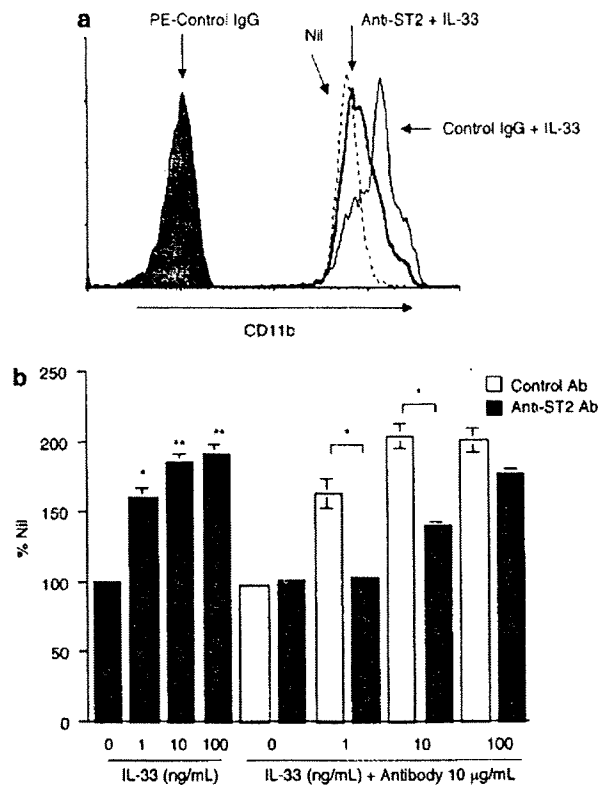 a
PE-Control IgG
Anti-ST2 + IL-33
Nil
Control IgG + IL-33
CD11b
b
250
200
150
100
50
0
% Nil
* ** **
* *
Control Ab
Anti-ST2 Ab
0 1 10 100 0 1 10 100
IL-33 (ng/mL) IL-33 (ng/mL) + Antibody 10 µg/mL